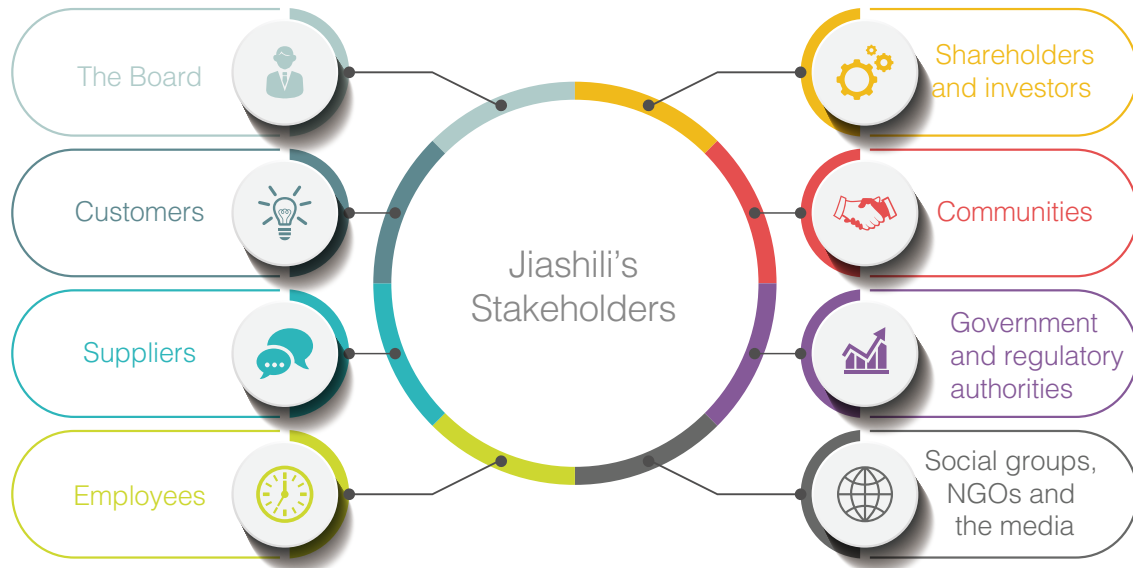 The Board
Customers
Suppliers
Employees
Jiashili’s
Stakeholders
Shareholders
and investors
Communities
Government
and regulatory
authorities
Social groups,
NGOs and
the media